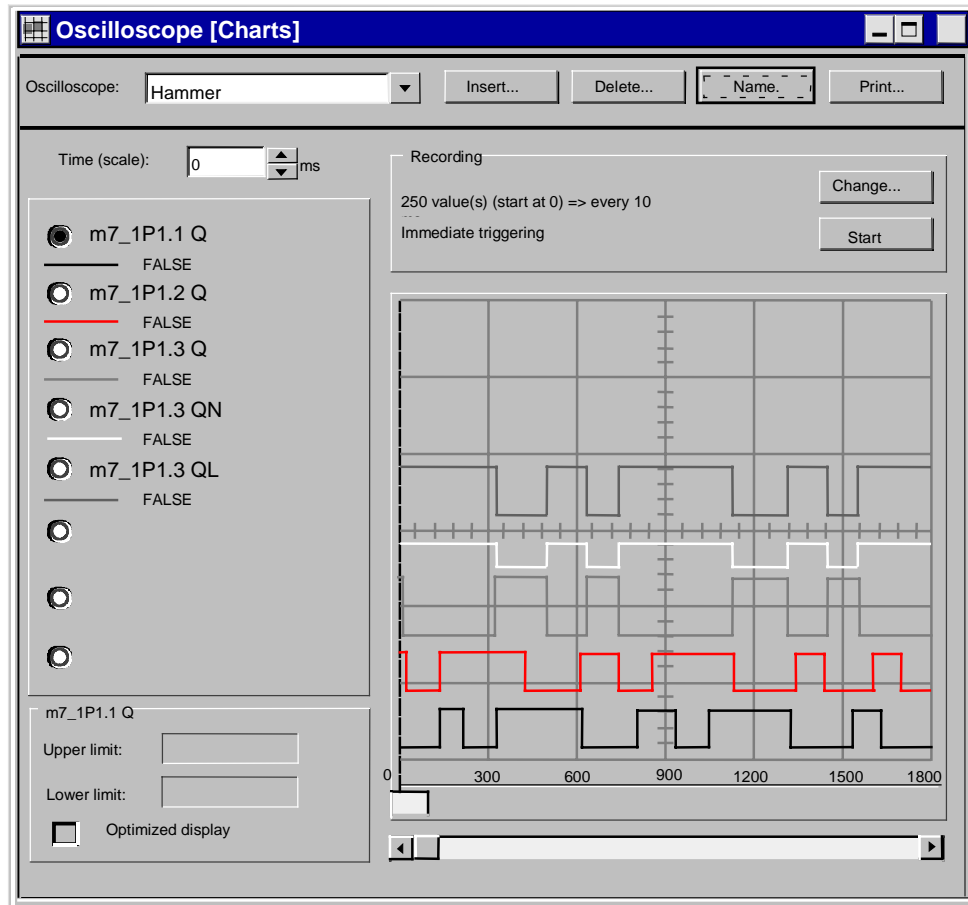 Oscilloscope [Charts]
Oscilloscope: Hammer Insert... Delete... Name. Print...
Time (scale): 0 ms
Recording
250 value(s) (start at 0) => every 10
Immediate triggering
Change...
Start
m7_1P1.1 Q
FALSE
m7_1P1.2 Q
FALSE
m7_1P1.3 Q
FALSE
m7_1P1.3 QN
FALSE
m7_1P1.3 QL
FALSE
0 300 600 900 1200 1500 1800
m7_1P1.1 Q
Upper limit:
Lower limit:
Optimized display